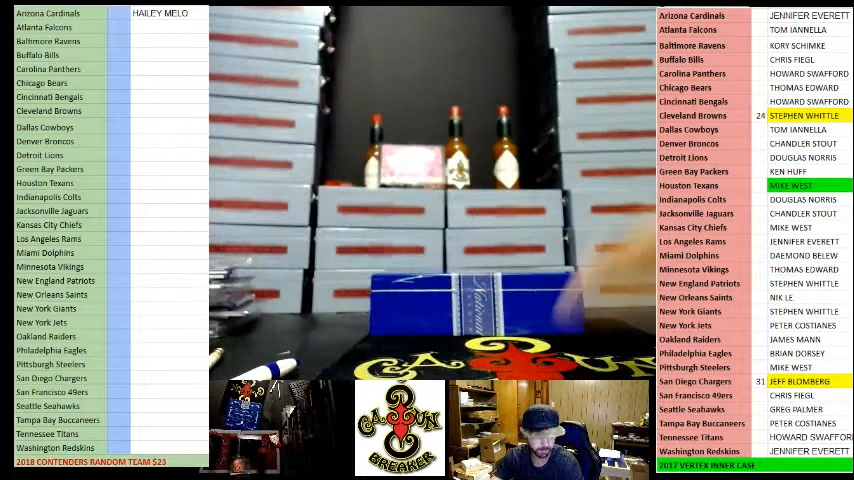 Arizona Cardinals HAILEY MELO
Atlanta Falcons
Baltimore Ravens
Buffalo Bills
Carolina Panthers
Chicago Bears
Cincinnati Bengals
Cleveland Browns
Dallas Cowboys
Denver Broncos
Detroit Lions
Green Bay Packers
Houston Texans
Indianapolis Colts
Jacksonville Jaguars
Kansas City Chiefs
Los Angeles Rams
Miami Dolphins
Minnesota Vikings
New England Patriots
New Orleans Saints
New York Giants
New York Jets
Oakland Raiders
Philadelphia Eagles
Pittsburgh Steelers
San Diego Chargers
San Francisco 49ers
Seattle Seahawks
Tampa Bay Buccaneers
Tennessee Titans
Washington Redskins
2018 CONTENDERS RANDOM TEAM $23
National
CAJUN
CAJUN
BREAKER
Arizona Cardinals JENNIFER EVERETT
Atlanta Falcons TOM IANNELLA
Baltimore Ravens KORY SCHIMKE
Buffalo Bills CHRIS FIEGL
Carolina Panthers HOWARD SWAFFORD
Chicago Bears THOMAS EDWARD
Cincinnati Bengals HOWARD SWAFFORD
Cleveland Browns 24 STEPHEN WHITTLE
Dallas Cowboys TOM IANNELLA
Denver Broncos CHANDLER STOUT
Detroit Lions DOUGLAS NORRIS
Green Bay Packers KEN HUFF
Houston Texans MIKE WEST
Indianapolis Colts DOUGLAS NORRIS
Jacksonville Jaguars CHANDLER STOUT
Kansas City Chiefs MIKE WEST
Los Angeles Rams JENNIFER EVERETT
Miami Dolphins DAEMOND BELEW
Minnesota Vikings THOMAS EDWARD
New England Patriots STEPHEN WHITTLE
New Orleans Saints NIK LE
New York Giants STEPHEN WHITTLE
New York Jets PETER COSTIANES
Oakland Raiders JAMES MANN
Philadelphia Eagles BRIAN DORSEY
Pittsburgh Steelers MIKE WEST
San Diego Chargers 31 JEFF BLOMBERG
San Francisco 49ers CHRIS FIEGL
Seattle Seahawks GREG PALMER
Tampa Bay Buccaneers PETER COSTIANES
Tennessee Titans HOWARD SWAFFORD
Washington Redskins JENNIFER EVERETT
2017 VERTEX INNER CASE